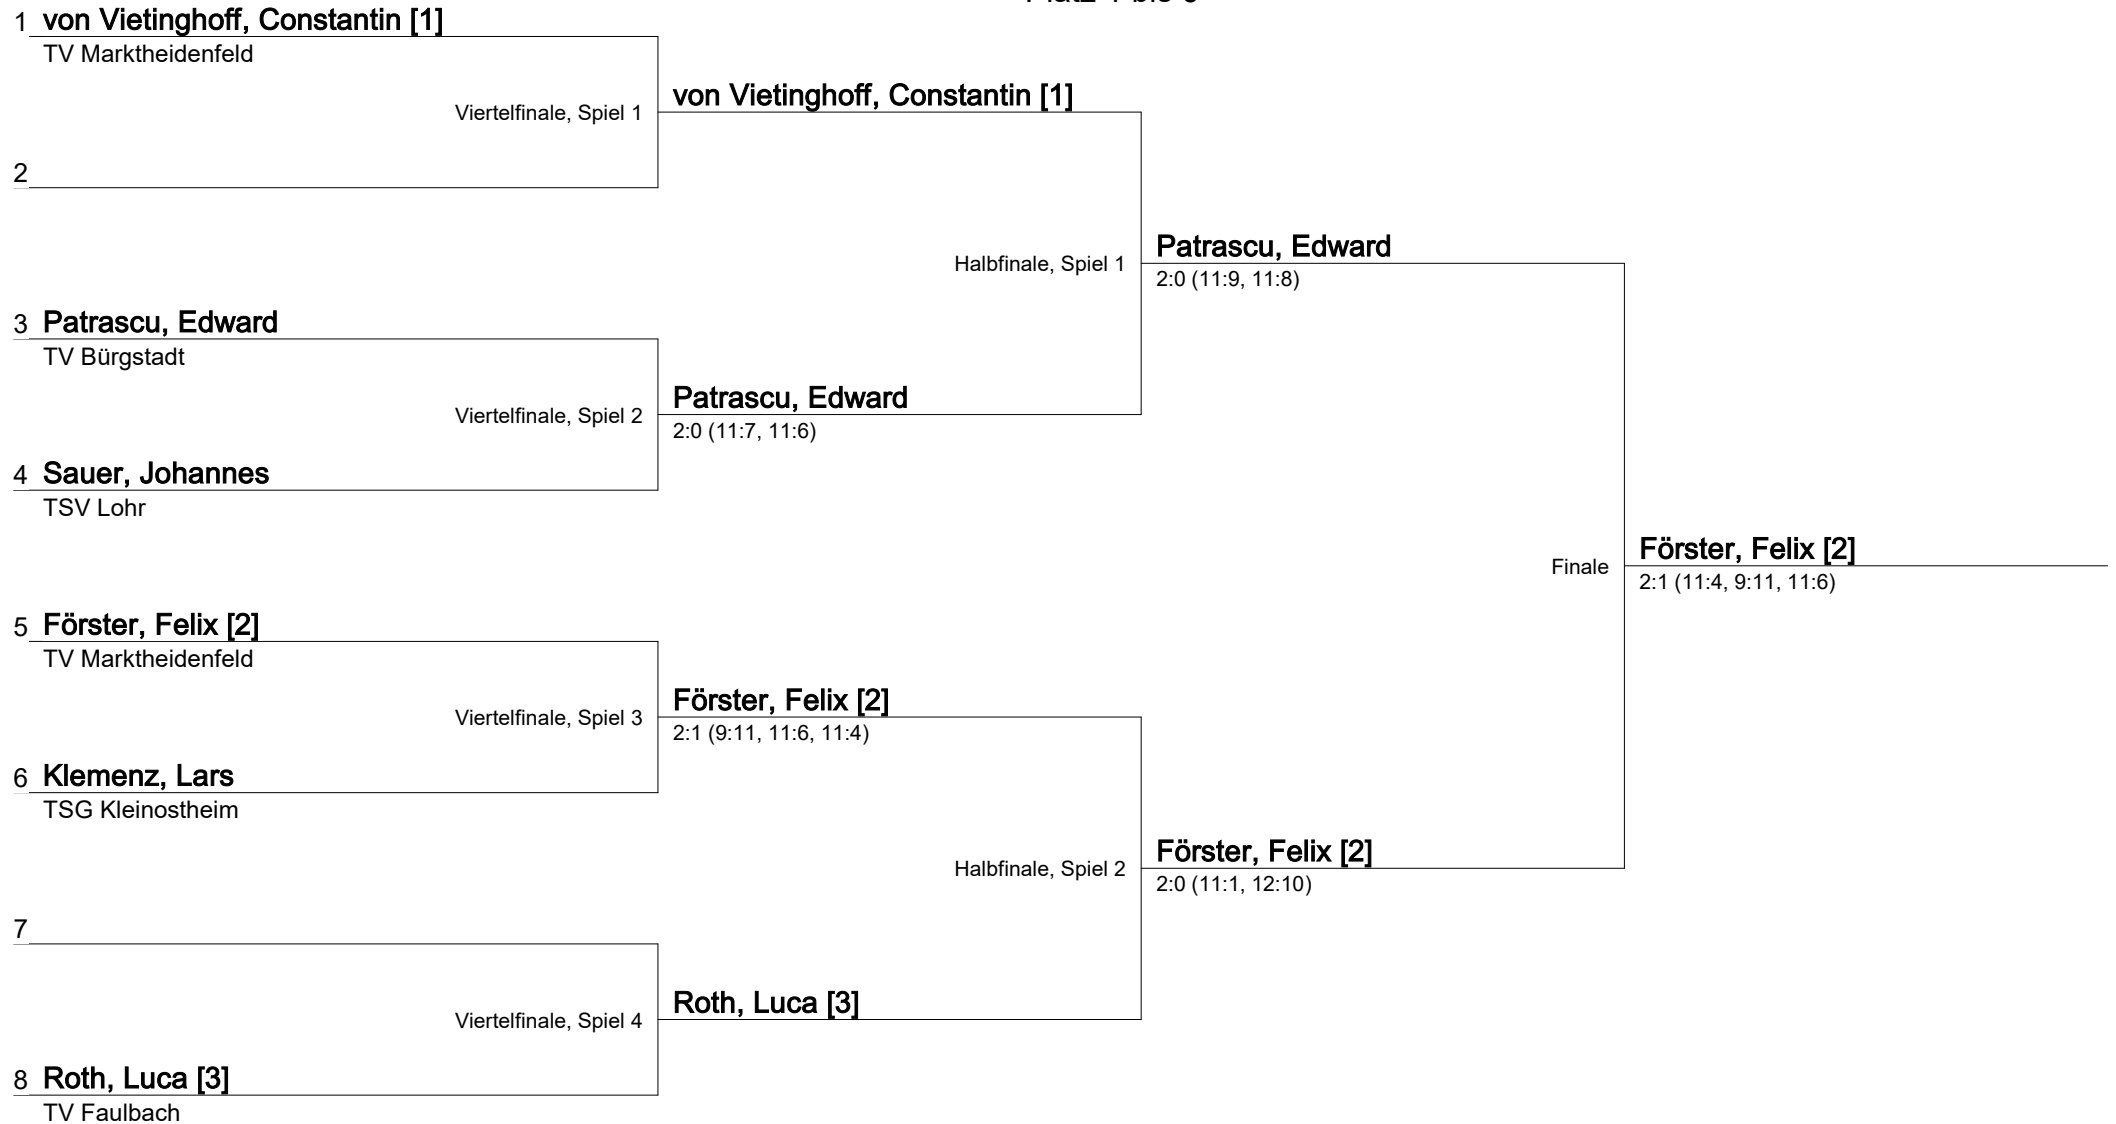 1 von Vietinghoff, Constantin [1]
TV Marktheidenfeld
Viertelfinale, Spiel 1
von Vietinghoff, Constantin [1]
2
Halbfinale, Spiel 1
Patrascu, Edward
2:0 (11:9, 11:8)
3 Patrascu, Edward
TV Bürgstadt
Viertelfinale, Spiel 2
Patrascu, Edward
2:0 (11:7, 11:6)
4 Sauer, Johannes
TSV Lohr
Finale
Förster, Felix [2]
2:1 (11:4, 9:11, 11:6)
5 Förster, Felix [2]
TV Marktheidenfeld
Viertelfinale, Spiel 3
Förster, Felix [2]
2:1 (9:11, 11:6, 11:4)
6 Klemenz, Lars
TSG Kleinostheim
Halbfinale, Spiel 2
Förster, Felix [2]
2:0 (11:1, 12:10)
7
Viertelfinale, Spiel 4
Roth, Luca [3]
8 Roth, Luca [3]
TV Faulbach